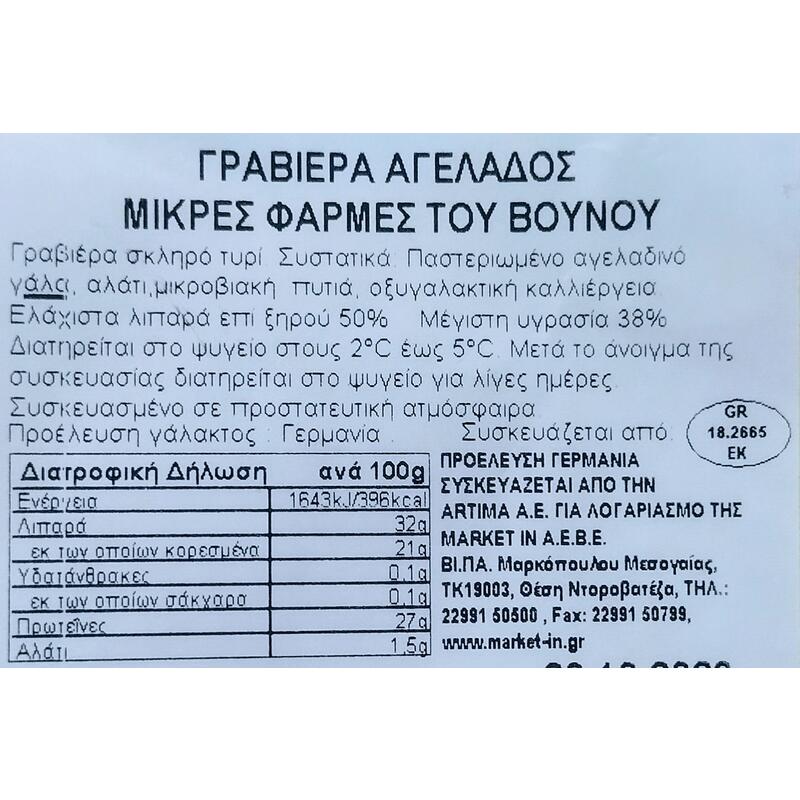 ΓΡΑΒΙΕΡΑ ΑΓΕΛΑΔΟΣ
ΜΙΚΡΕΣ ΦΑΡΜΕΣ ΤΟΥ ΒΟΥΝΟΥ
Γραβιέρα σκληρό τυρί. Συστατικά: Παστεριωμένο αγελαδινό
γάλα, αλάτι,μικροβιακή πυτιά, οξυγαλακτική καλλιέργεια.
Ελάχιστα λιπαρά επί ξηρού 50% Μέγιστη υγρασία 38%
Διατηρείται στο ψυγείο στους 2°C έως 5°C. Μετά το άνοιγμα της
συσκευασίας διατηρείται στο ψυγείο για λίγες ημέρες.
Συσκευασμένο σε προστατευτική ατμόσφαιρα.
Προέλευση γάλακτος : Γερμανία . Συσκευάζεται από:
GR
18.2665
EK
Διατροφική Δήλωση ανά 100g
Ενέργεια 1643kJ/396kcal
Λιπαρά 32g
εκ των οποίων κορεσμένα 21g
Υδατάνθρακες 0,1g
εκ των οποίων σάκχαρα 0,1g
Πρωτεΐνες 27g
Αλάτι 1,5g
ΠΡΟΕΛΕΥΣΗ ΓΕΡΜΑΝΙΑ
ΣΥΣΚΕΥΑΖΕΤΑΙ ΑΠΟ ΤΗΝ
ARTIMA A.E. ΓΙΑ ΛΟΓΑΡΙΑΣΜΟ ΤΗΣ
MARKET IN A.E.B.E.
ΒΙ.ΠΑ. Μαρκόπουλου Μεσογαίας,
ΤΚ19003, Θέση Ντοροβατέζα, ΤΗΛ.:
22991 50500 , Fax: 22991 50799,
www.market-in.gr